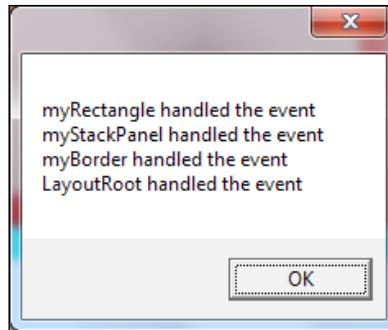 myRectangle handled the event
myStackPanel handled the event
myBorder handled the event
LayoutRoot handled the event
OK